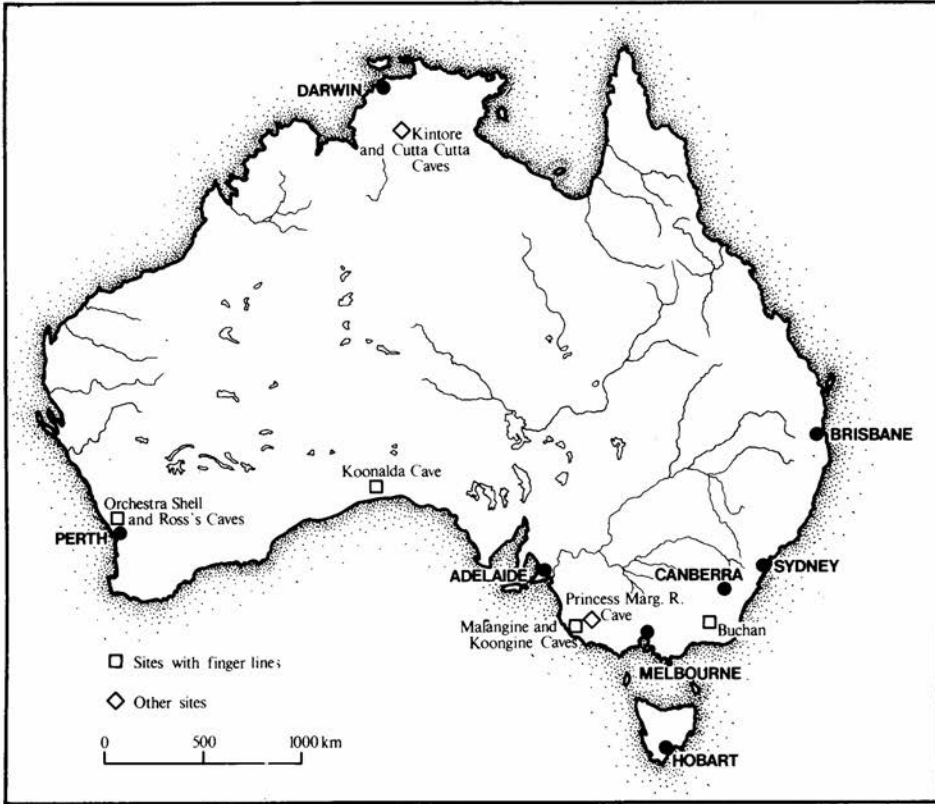 DARWIN
Kintore
and Cutta Cutta
Caves
BRISBANE
Koonalda Cave
Orchestra Shell
and Ross's Caves
PERTH
SYDNEY
ADELAIDE
CANBERRA
Princess Marg. R.
Cave
Malangine and
Koongine Caves
Buchan
MELBOURNE
Sites with finger lines
Other sites
0 500 1000 km
HOBART